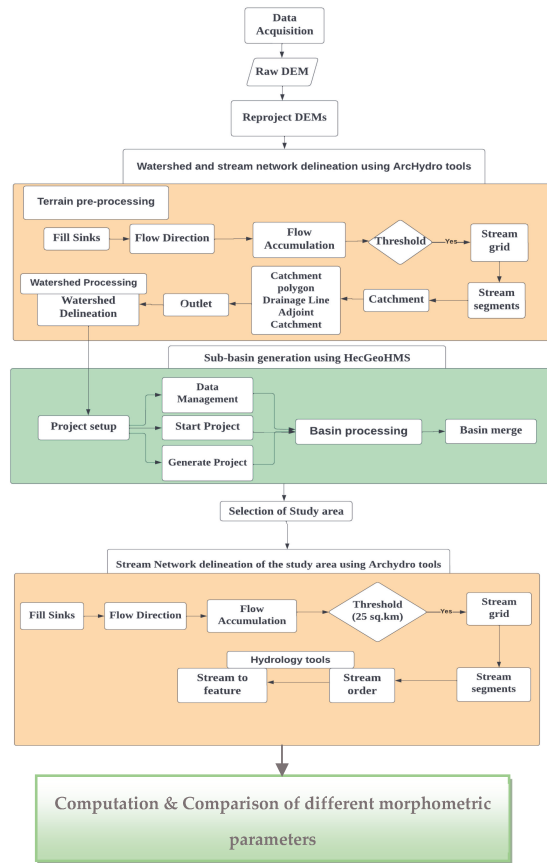 Data
Acquisition
Raw DEM
Reproject DEMs
Watershed and stream network delineation using ArcHydro tools
Terrain pre-processing
Fill Sinks
Flow Direction
Flow
Accumulation
Threshold
Yes
Stream
grid
Stream
segments
Catchment
Catchment
polygon
Drainage Line
Adjoint
Catchment
Outlet
Watershed Processing
Watershed
Delineation
Sub-basin generation using HecGeoHMS
Project setup
Data
Management
Start Project
Generate Project
Basin processing
Basin merge
Selection of Study area
Stream Network delineation of the study area using Archydro tools
Fill Sinks
Flow Direction
Flow
Accumulation
Threshold
(25 sq.km)
Yes
Stream
grid
Stream
segments
Hydrology tools
Stream
order
Stream to
feature
Computation & Comparison of different morphometric
parameters